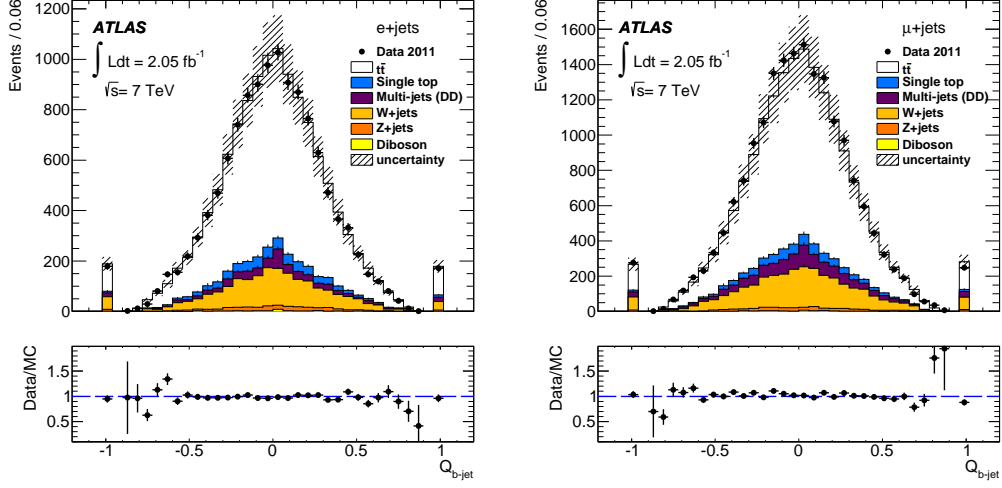 Events / 0.06
1200
1000
800
600
400
200
0
ATLAS
e+jets
∫ Ldt = 2.05 fb⁻¹
√s= 7 TeV
Data 2011
tt̄
Single top
Multi-jets (DD)
W+jets
Z+jets
Diboson
uncertainty
Data/MC
1.5
1
0.5
-1 -0.5 0 0.5 1
Q b-jet
Events / 0.06
1600
1400
1200
1000
800
600
400
200
0
ATLAS
μ+jets
∫ Ldt = 2.05 fb⁻¹
√s= 7 TeV
Data 2011
tt̄
Single top
Multi-jets (DD)
W+jets
Z+jets
Diboson
uncertainty
Data/MC
1.5
1
0.5
-1 -0.5 0 0.5 1
Q b-jet